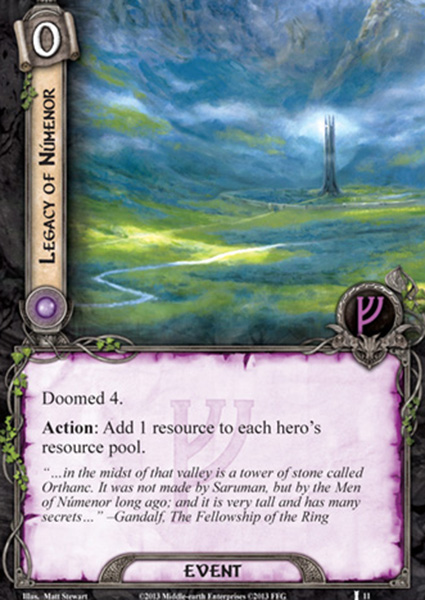 0
LEGACY OF NÚMENOR
Doomed 4.
Action: Add 1 resource to each hero's
resource pool.
“…in the midst of that valley is a tower of stone called
Orthanc. It was not made by Saruman, but by the Men
of Númenor long ago; and it is very tall and has many
secrets…” –Gandalf, The Fellowship of the Ring
EVENT
Illus. Matt Stewart
©2013 Middle-earth Enterprises ©2013 FFG
11